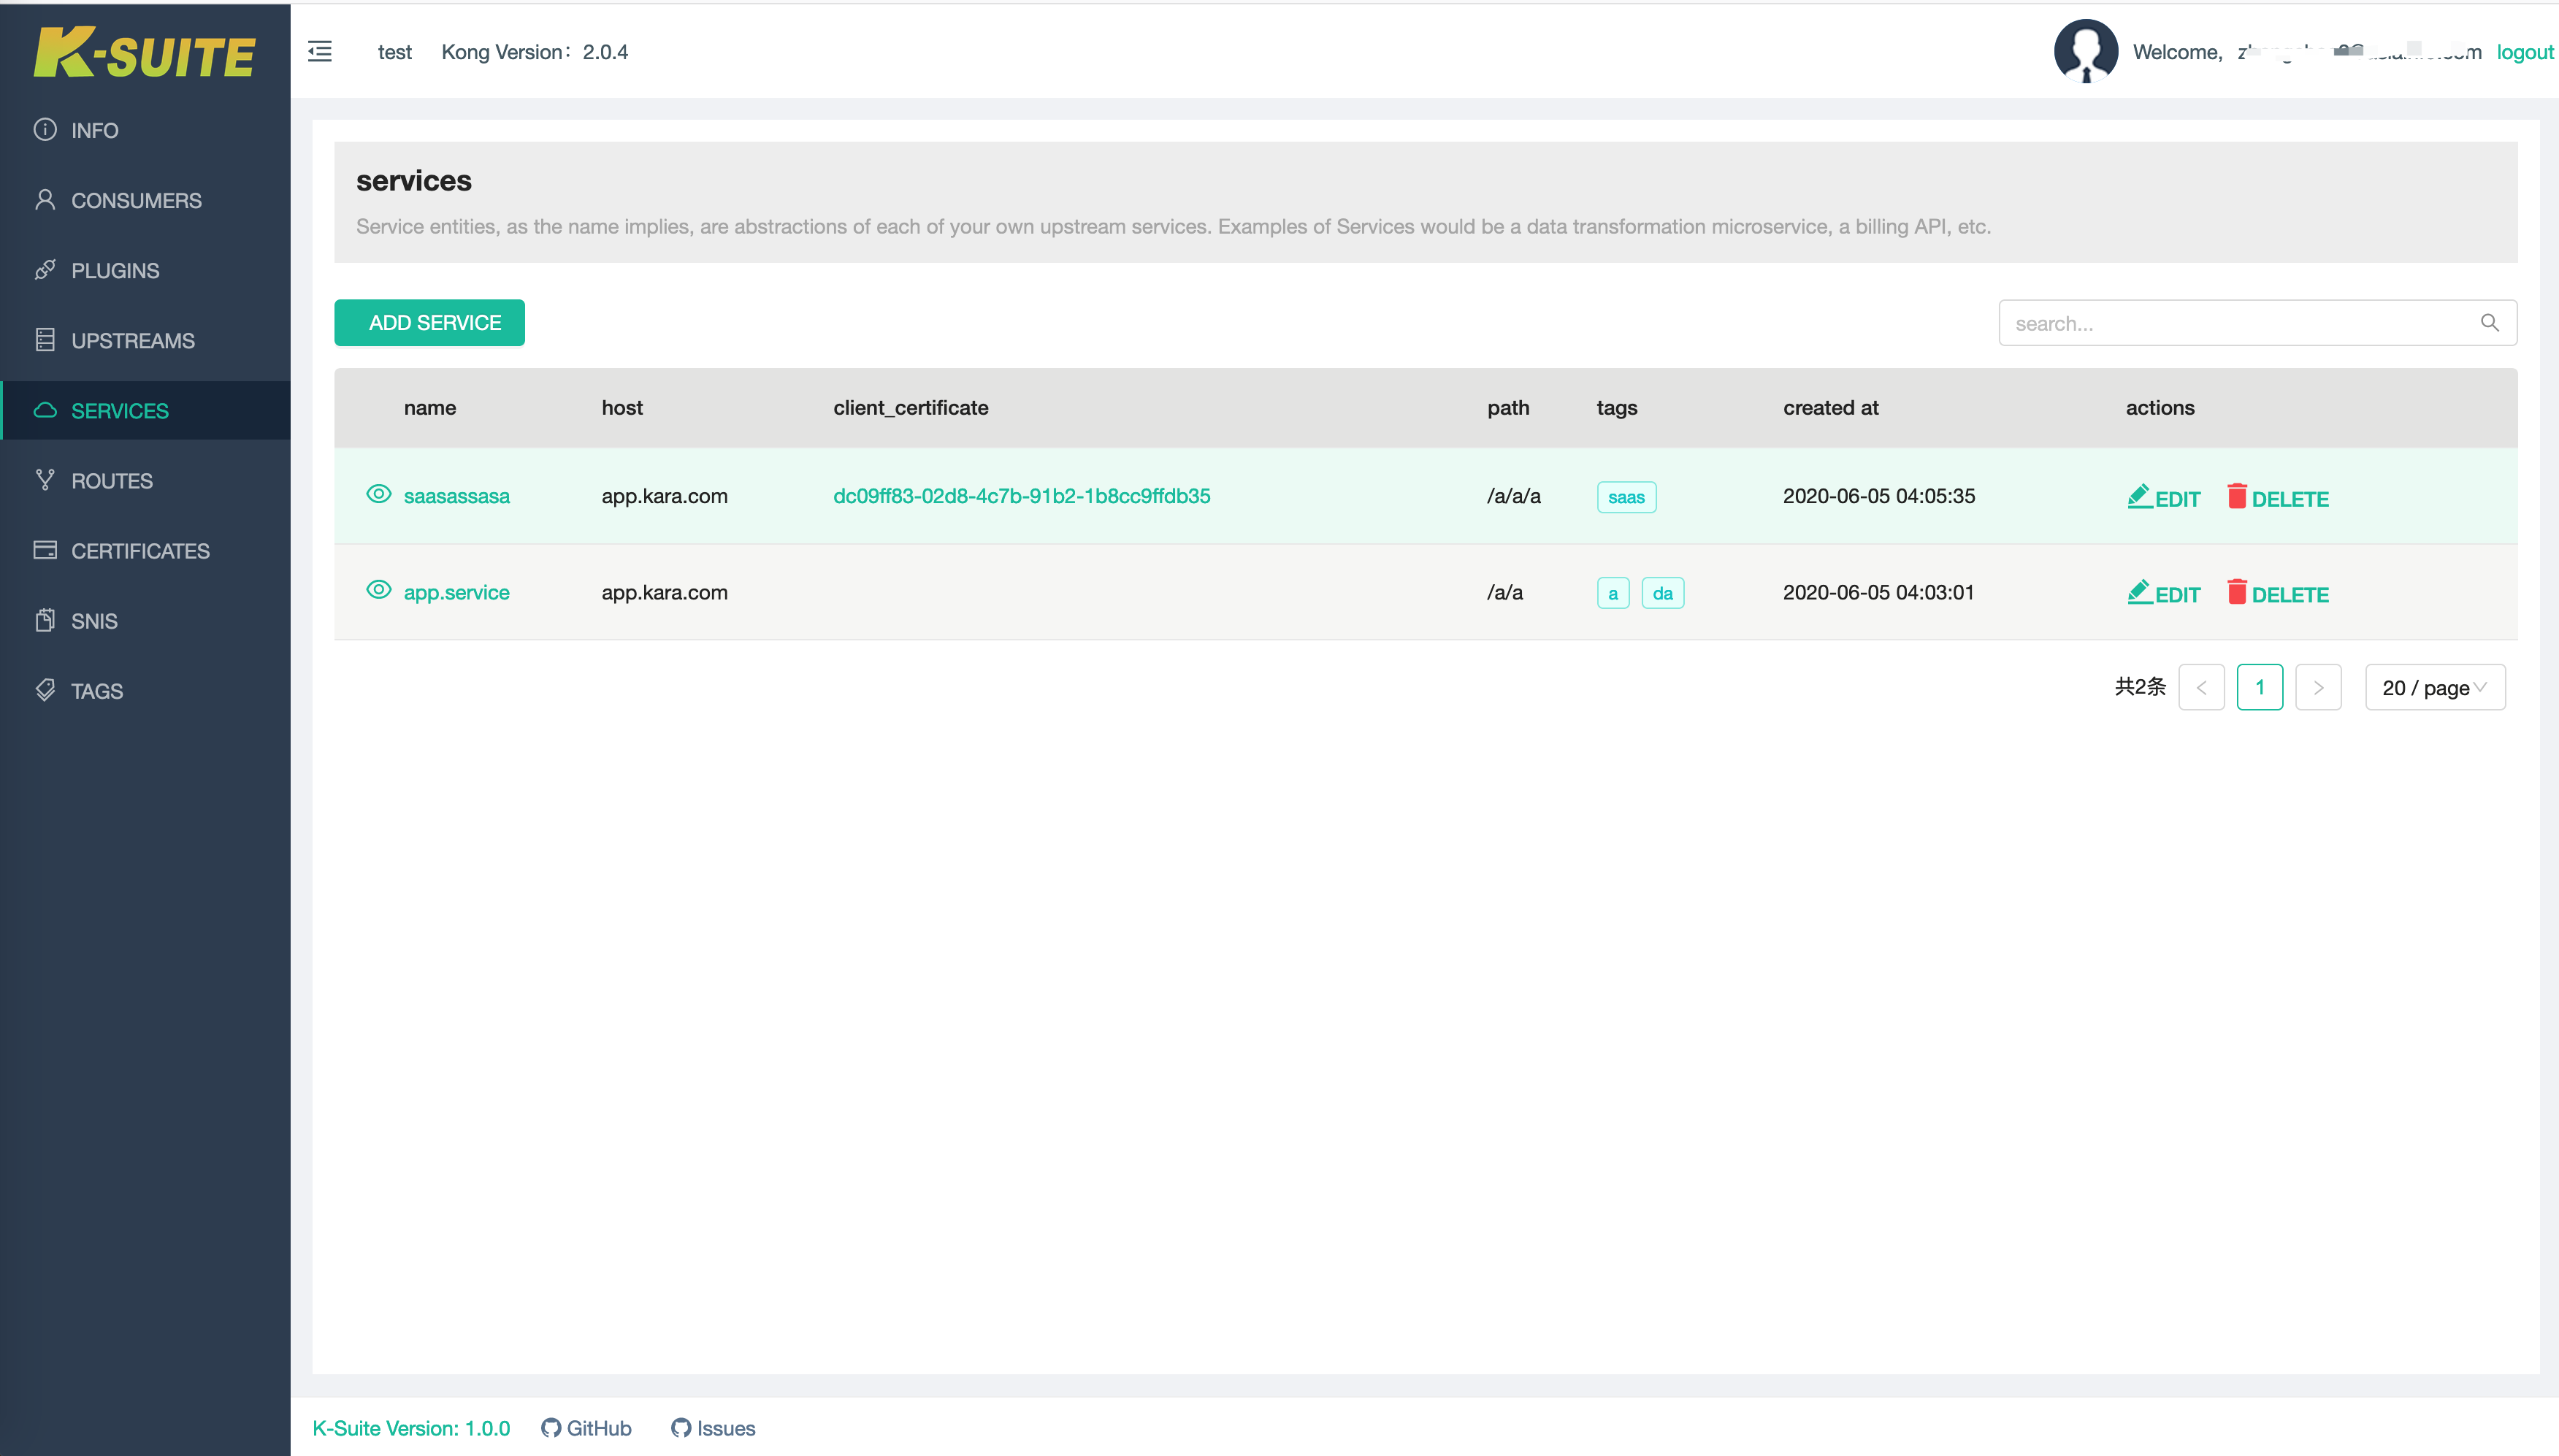 K-SUITE
test Kong Version：2.0.4
Welcome, logout
INFO
CONSUMERS
PLUGINS
UPSTREAMS
SERVICES
ROUTES
CERTIFICATES
SNIS
TAGS
services
Service entities, as the name implies, are abstractions of each of your own upstream services. Examples of Services would be a data transformation microservice, a billing API, etc.
ADD SERVICE
search...
name host client_certificate path tags created at actions
saasassasa app.kara.com dc09ff83-02d8-4c7b-91b2-1b8cc9ffdb35 /a/a/a saas 2020-06-05 04:05:35 EDIT DELETE
app.service app.kara.com /a/a a da 2020-06-05 04:03:01 EDIT DELETE
共2条 < 1 > 20 / page
K-Suite Version: 1.0.0 GitHub Issues